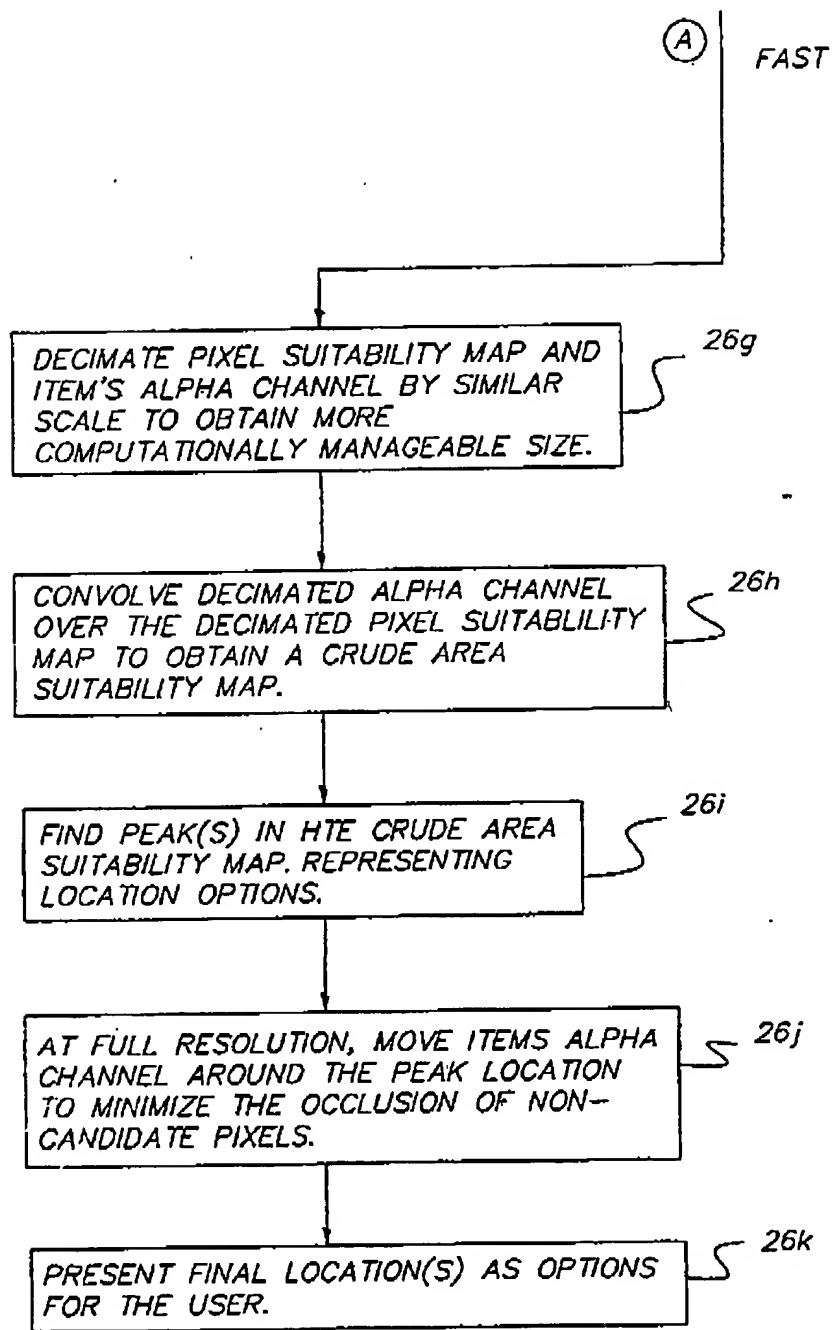 A
FAST
DECIMATE PIXEL SUITABILITY MAP AND
ITEM'S ALPHA CHANNEL BY SIMILAR
SCALE TO OBTAIN MORE
COMPUTATIONALLY MANAGEABLE SIZE.
26g
CONVOLVE DECIMATED ALPHA CHANNEL
OVER THE DECIMATED PIXEL SUITABLILITY
MAP TO OBTAIN A CRUDE AREA
SUITABILITY MAP.
26h
FIND PEAK(S) IN HTE CRUDE AREA
SUITABILITY MAP. REPRESENTING
LOCATION OPTIONS.
26i
AT FULL RESOLUTION, MOVE ITEMS ALPHA
CHANNEL AROUND THE PEAK LOCATION
TO MINIMIZE THE OCCLUSION OF NON-
CANDIDATE PIXELS.
26j
PRESENT FINAL LOCATION(S) AS OPTIONS
FOR THE USER.
26k